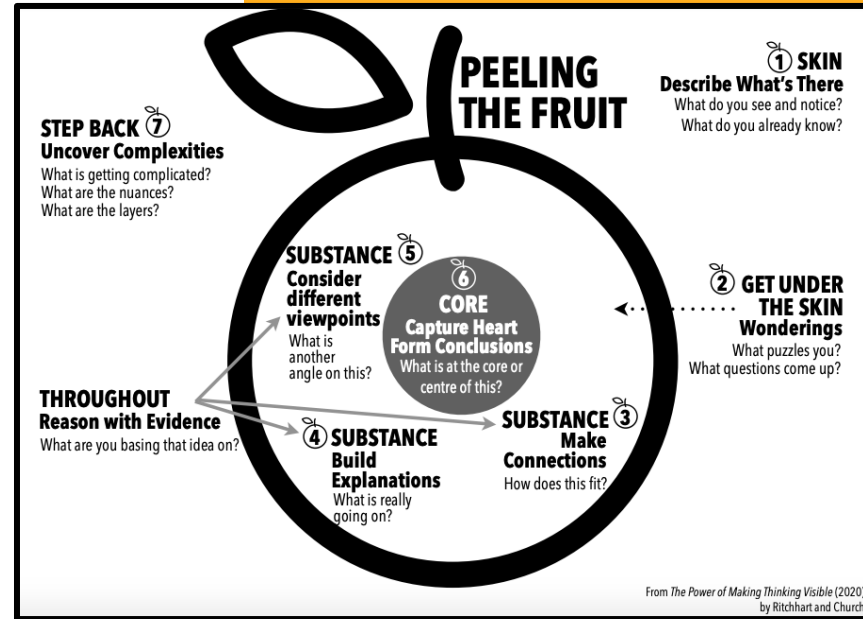 PEELING
THE FRUIT
1 SKIN
Describe What's There
What do you see and notice?
What do you already know?
2 GET UNDER
THE SKIN
Wonderings
What puzzles you?
What questions come up?
SUBSTANCE 3
Make
Connections
How does this fit?
4 SUBSTANCE
Build
Explanations
What is really
going on?
SUBSTANCE 5
Consider
different
viewpoints
What is
another
angle on this?
6
CORE
Capture Heart
Form Conclusions
What is at the core or
centre of this?
STEP BACK 7
Uncover Complexities
What is getting complicated?
What are the nuances?
What are the layers?
THROUGHOUT
Reason with Evidence
What are you basing that idea on?
From The Power of Making Thinking Visible (2020)
by Ritchhart and Church